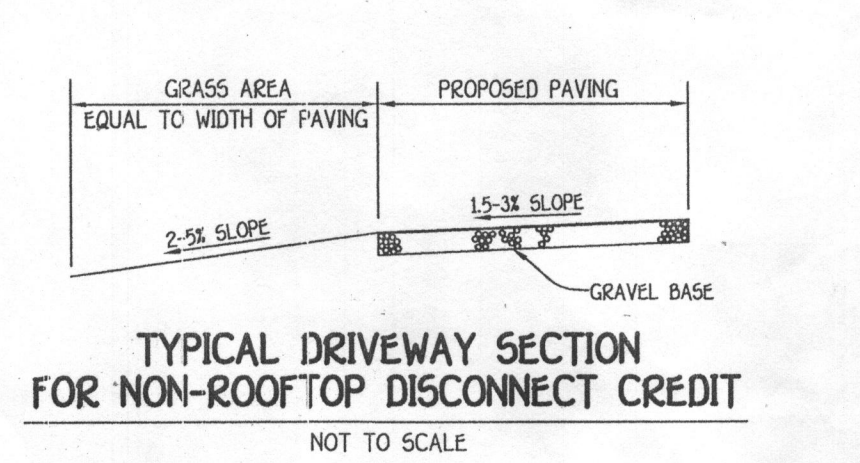 GRASS AREA
PROPOSED PAVING
EQUAL TO WIDTH OF PAVING
1.5-3% SLOPE
2-5% SLOPE
GRAVEL BASE
TYPICAL DRIVEWAY SECTION
FOR NON-ROOFTOP DISCONNECT CREDIT
NOT TO SCALE